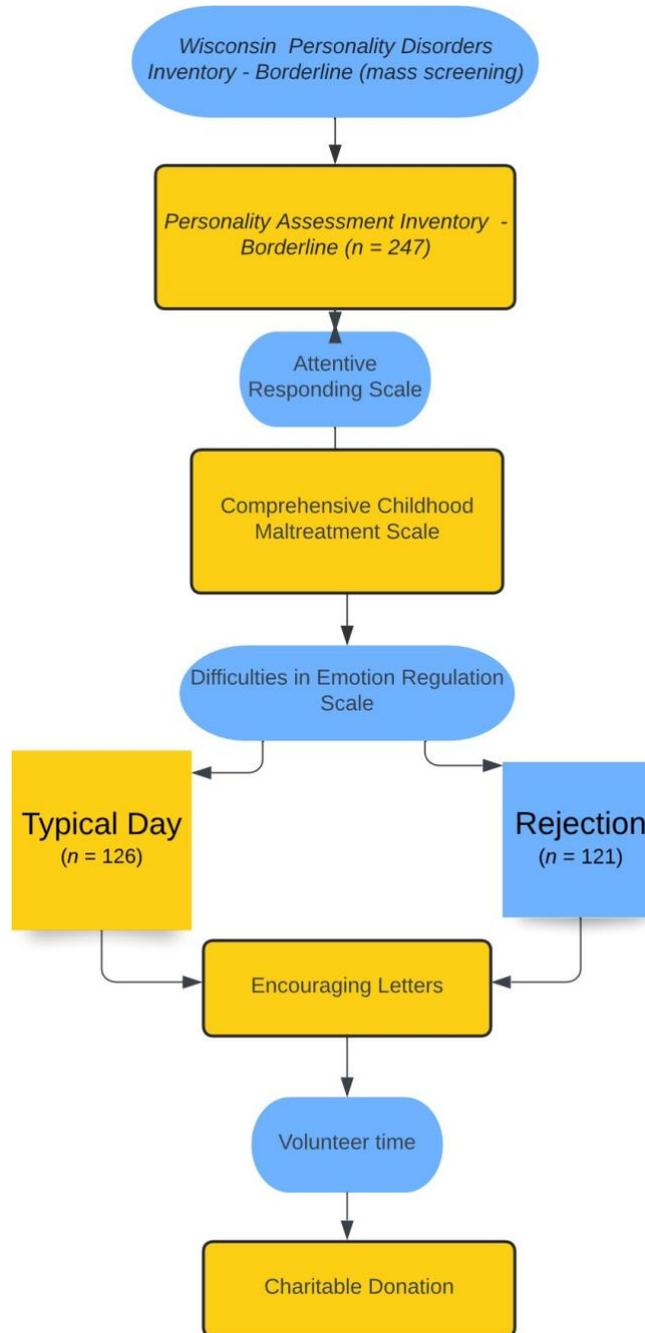 Wisconsin Personality Disorders
Inventory - Borderline (mass screening)
Personality Assessment Inventory -
Borderline (n = 247)
Attentive
Responding Scale
Comprehensive Childhood
Maltreatment Scale
Difficulties in Emotion Regulation
Scale
Typical Day
(n = 126)
Rejection
(n = 121)
Encouraging Letters
Volunteer time
Charitable Donation